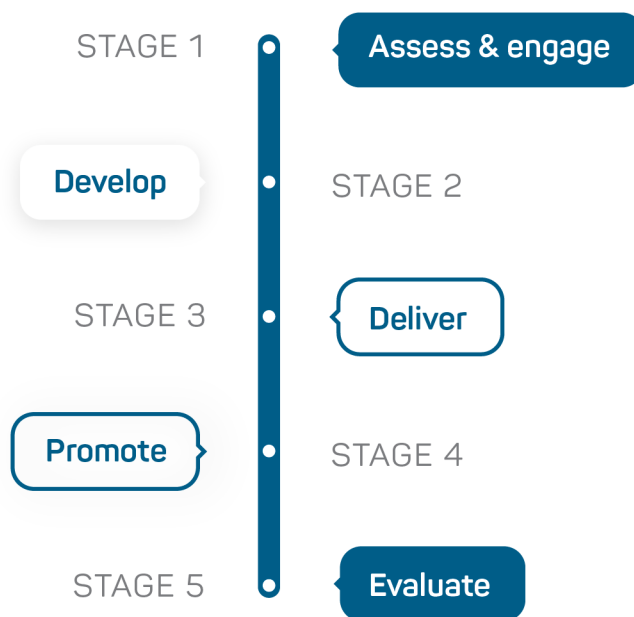 STAGE 1
Assess & engage
Develop
STAGE 2
STAGE 3
Deliver
Promote
STAGE 4
STAGE 5
Evaluate